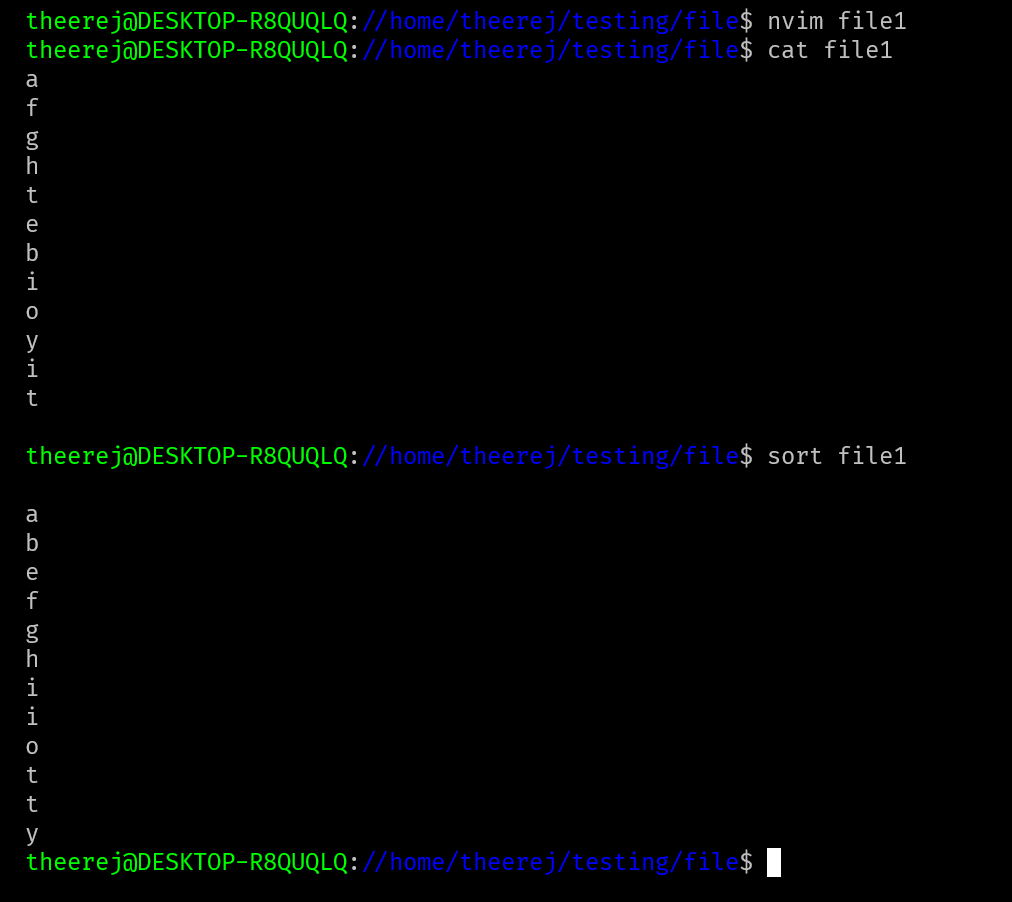 theerej@DESKTOP-R8QUQLQ://home/theerej/testing/file$ nvim file1
theerej@DESKTOP-R8QUQLQ://home/theerej/testing/file$ cat file1
a
f
g
h
t
e
b
i
o
y
i
t

theerej@DESKTOP-R8QUQLQ://home/theerej/testing/file$ sort file1

a
b
e
f
g
h
i
i
o
t
t
y
theerej@DESKTOP-R8QUQLQ://home/theerej/testing/file$